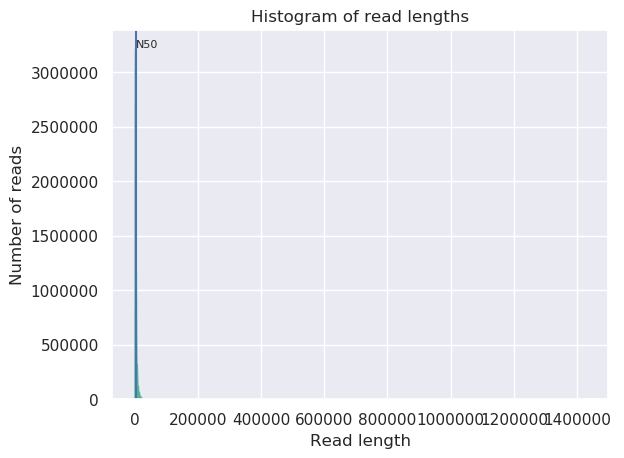 Histogram of read lengths
N50
3000000
2500000
2000000
1500000
1000000
500000
0
Number of reads
0 200000 400000 600000 800000 1000000 1200000 1400000
Read length